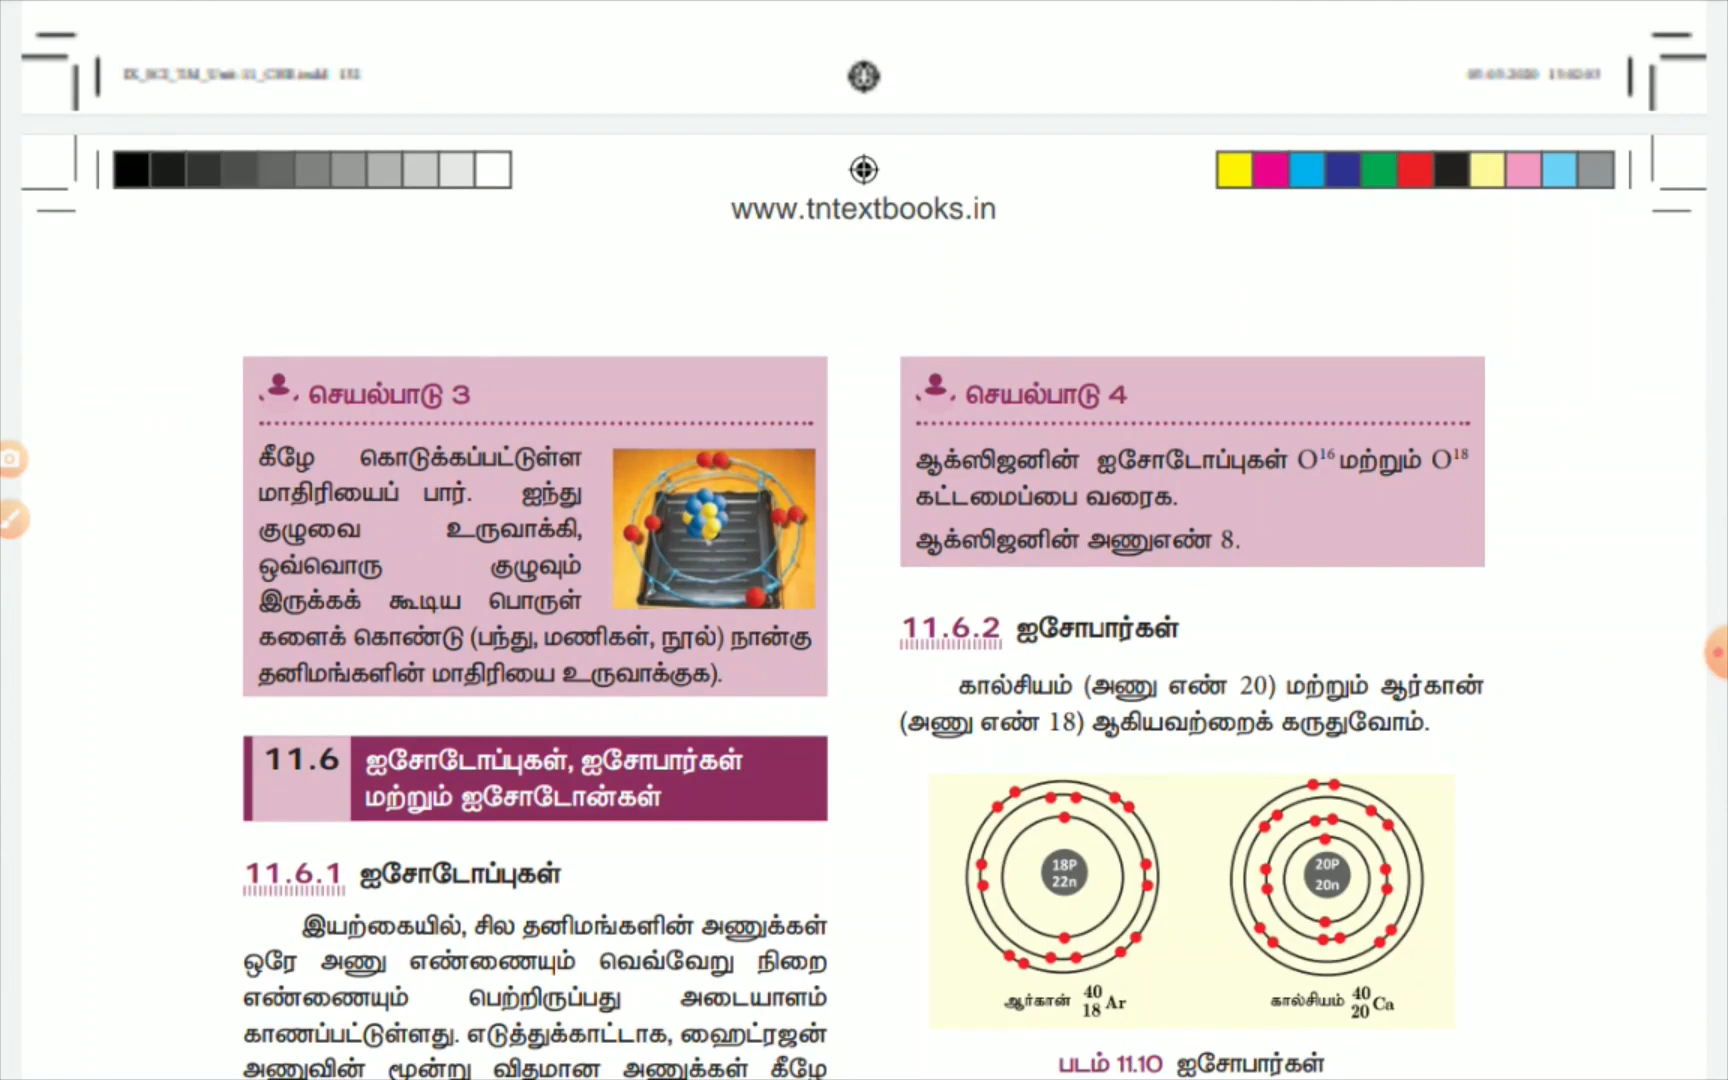 www.tntextbooks.in
செயல்பாடு 3
கீழே கொடுக்கப்பட்டுள்ள
மாதிரியைப் பார். ஐந்து
குழுவை உருவாக்கி,
ஒவ்வொரு குழுவும்
இருக்கக் கூடிய பொருள்
களைக் கொண்டு (பந்து, மணிகள், நூல்) நான்கு
தனிமங்களின் மாதிரியை உருவாக்குக).
11.6 ஐசோடோப்புகள், ஐசோபார்கள்
மற்றும் ஐசோடோன்கள்
11.6.1 ஐசோடோப்புகள்
இயற்கையில், சில தனிமங்களின் அணுக்கள்
ஒரே அணு எண்ணையும் வெவ்வேறு நிறை
எண்ணையும் பெற்றிருப்பது அடையாளம்
காணப்பட்டுள்ளது. எடுத்துக்காட்டாக, ஹைட்ரஜன்
அணுவின் மூன்று விதமான அணுக்கள் கீழே
செயல்பாடு 4
ஆக்ஸிஜனின் ஐசோடோப்புகள் O¹⁶ மற்றும் O¹⁸
கட்டமைப்பை வரைக.
ஆக்ஸிஜனின் அணுஎண் 8.
11.6.2 ஐசோபார்கள்
கால்சியம் (அணு எண் 20) மற்றும் ஆர்கான்
(அணு எண் 18) ஆகியவற்றைக் கருதுவோம்.
18P
22n
20P
20n
ஆர்கான் ⁴⁰₁₈Ar
கால்சியம் ⁴⁰₂₀Ca
படம் 11.10 ஐசோபார்கள்